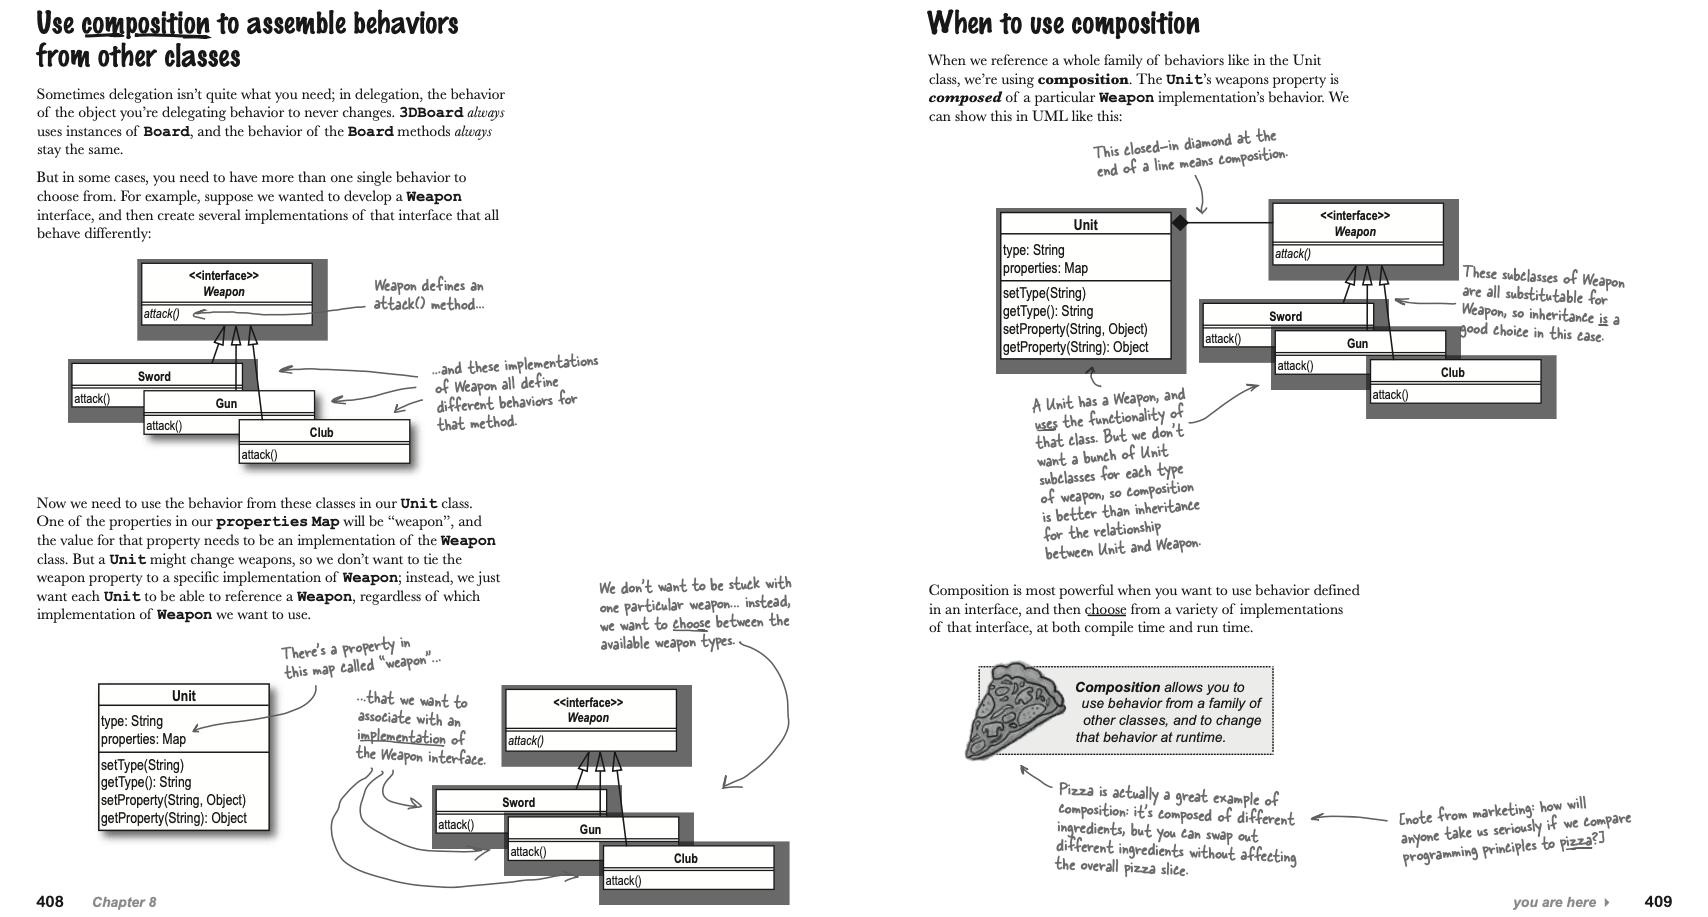 Use composition to assemble behaviors
from other classes
Sometimes delegation isn't quite what you need; in delegation, the behavior
of the object you're delegating behavior to never changes. 3DBoard always
uses instances of Board, and the behavior of the Board methods always
stay the same.
But in some cases, you need to have more than one single behavior to
choose from. For example, suppose we wanted to develop a Weapon
interface, and then create several implementations of that interface that all
behave differently:
<<interface>>
Weapon
attack()
Weapon defines an
attack() method...
Sword
attack()
Gun
attack()
Club
attack()
...and these implementations
of Weapon all define
different behaviors for
that method.
Now we need to use the behavior from these classes in our Unit class.
One of the properties in our properties Map will be “weapon”, and
the value for that property needs to be an implementation of the Weapon
class. But a Unit might change weapons, so we don't want to tie the
weapon property to a specific implementation of Weapon; instead, we just
want each Unit to be able to reference a Weapon, regardless of which
implementation of Weapon we want to use.
We don't want to be stuck with
one particular weapon... instead,
we want to choose between the
available weapon types.
There's a property in
this map called “weapon”...
...that we want to
associate with an
implementation of
the Weapon interface.
Unit
type: String
properties: Map
setType(String)
getType(): String
setProperty(String, Object)
getProperty(String): Object
<<interface>>
Weapon
attack()
Sword
attack()
Gun
attack()
Club
attack()
408 Chapter 8
When to use composition
When we reference a whole family of behaviors like in the Unit
class, we're using composition. The Unit's weapons property is
composed of a particular Weapon implementation's behavior. We
can show this in UML like this:
This closed-in diamond at the
end of a line means composition.
Unit
type: String
properties: Map
setType(String)
getType(): String
setProperty(String, Object)
getProperty(String): Object
<<interface>>
Weapon
attack()
Sword
attack()
Gun
attack()
Club
attack()
These subclasses of Weapon
are all substitutable for
Weapon, so inheritance is a
good choice in this case.
A Unit has a Weapon, and
uses the functionality of
that class. But we don't
want a bunch of Unit
subclasses for each type
of weapon, so composition
is better than inheritance
for the relationship
between Unit and Weapon.
Composition is most powerful when you want to use behavior defined
in an interface, and then choose from a variety of implementations
of that interface, at both compile time and run time.
Composition allows you to
use behavior from a family of
other classes, and to change
that behavior at runtime.
Pizza is actually a great example of
composition: it's composed of different
ingredients, but you can swap out
different ingredients without affecting
the overall pizza slice.
[note from marketing: how will
anyone take us seriously if we compare
programming principles to pizza?]
you are here 409